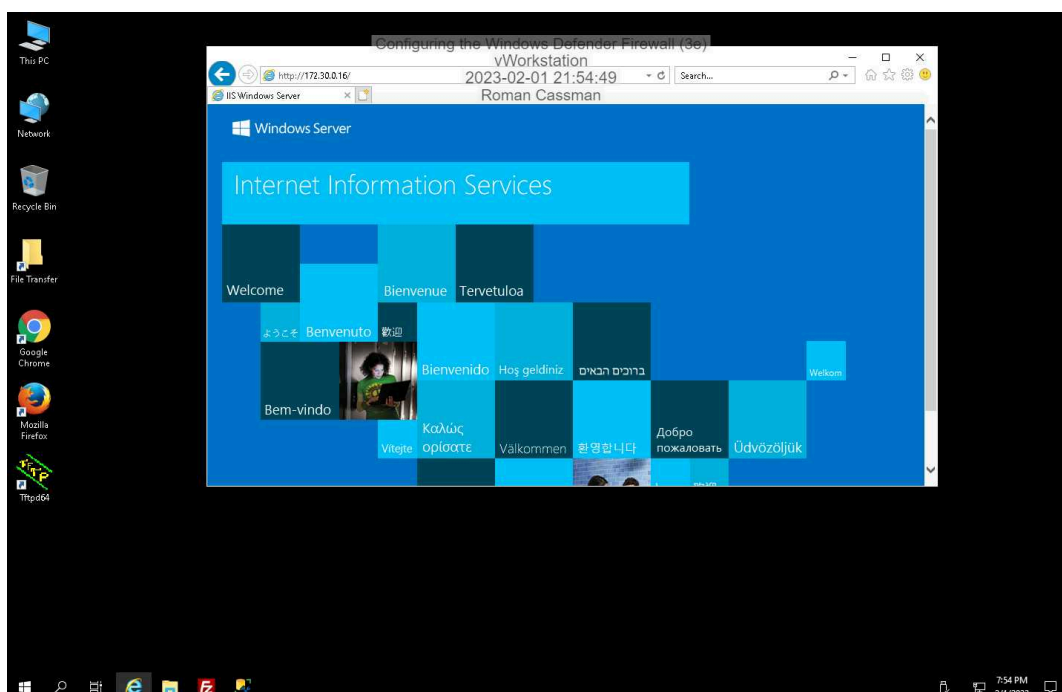 Configuring the Windows Defender Firewall (3e)
vWorkstation
2023-02-01 21:54:49
Roman Cassman
This PC
Network
Recycle Bin
File Transfer
Google
Chrome
Mozilla
Firefox
Tftpd64
http://172.30.0.16/
Search...
IIS Windows Server
Windows Server
Internet Information Services
Welcome
Bienvenue
Tervetuloa
ようこそ
Benvenuto
歡迎
Bienvenido
Hoş geldiniz
ברוכים הבאים
Welkom
Bem-vindo
Vítejte
Καλώς
ορίσατε
Välkommen
환영합니다
Добро
пожаловать
Üdvözöljük
7:54 PM